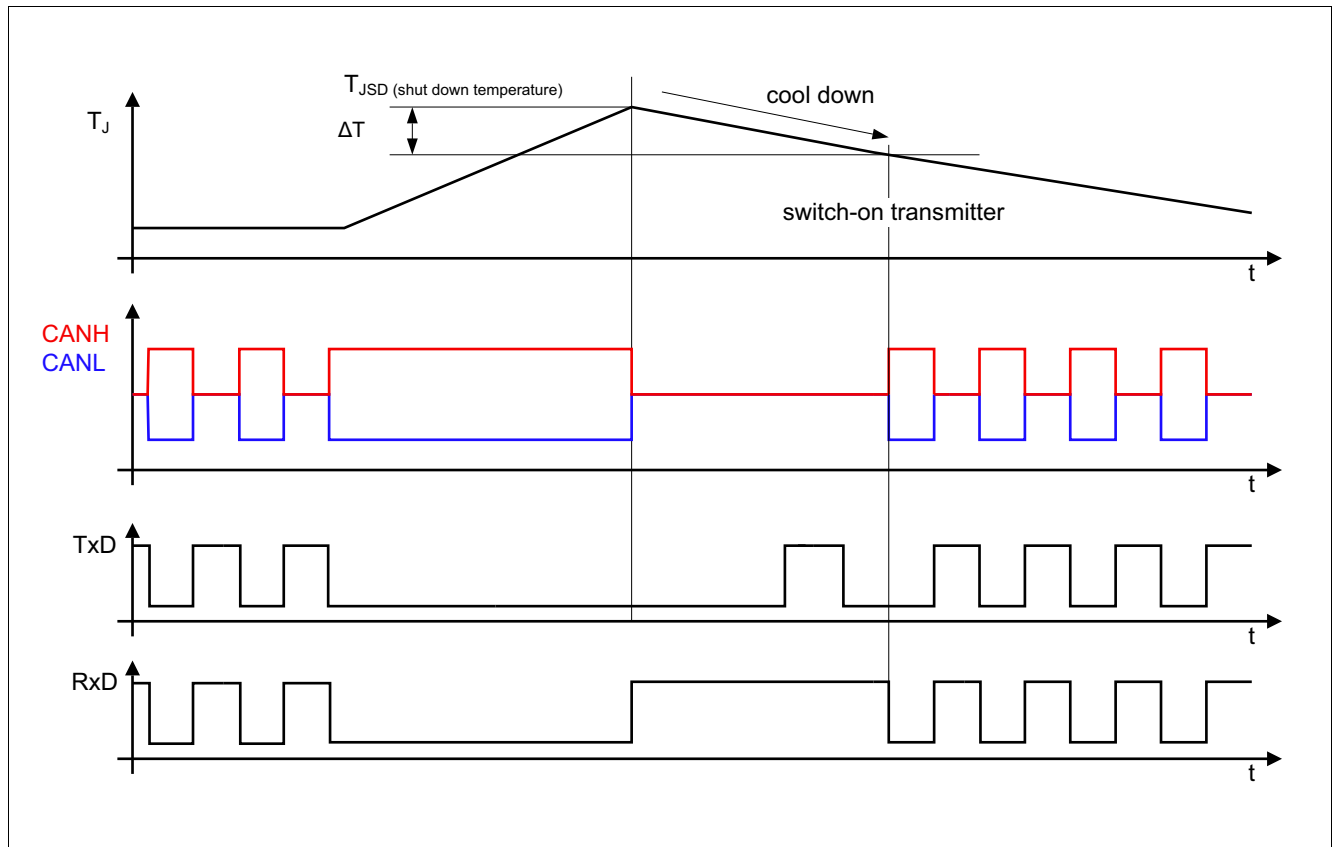 T_JSD (shut down temperature)
cool down
T_J
ΔT
switch-on transmitter
t
CANH
CANL
t
TxD
t
RxD
t